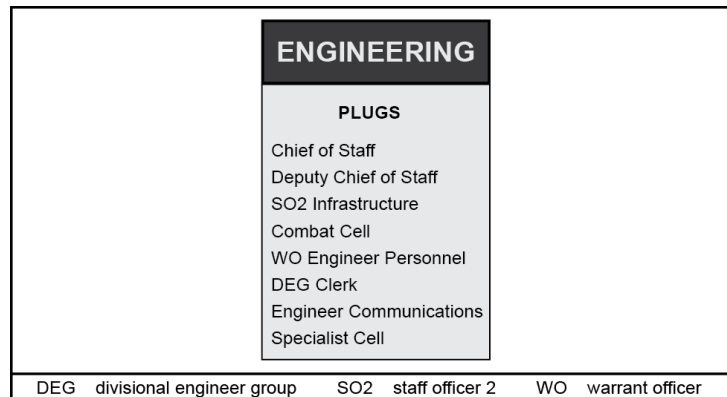 ENGINEERING
PLUGS
Chief of Staff
Deputy Chief of Staff
SO2 Infrastructure
Combat Cell
WO Engineer Personnel
DEG Clerk
Engineer Communications
Specialist Cell
DEG divisional engineer group SO2 staff officer 2 WO warrant officer